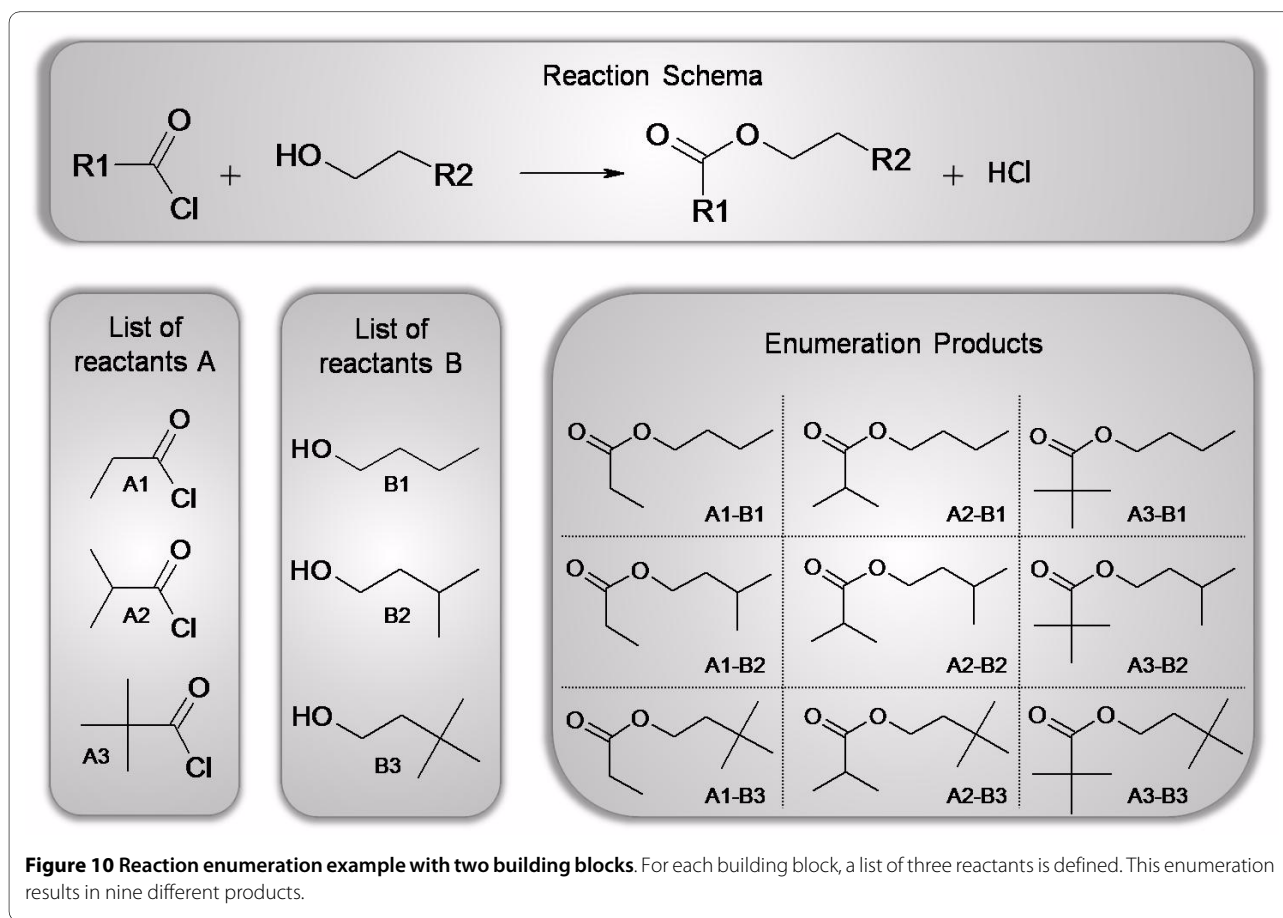 Reaction Schema
O
R1
Cl
+
HO
R2
O
O
R2
R1
+
HCl
List of
reactants A
O
A1
Cl
O
A2
Cl
O
A3
Cl
List of
reactants B
HO
B1
HO
B2
HO
B3
Enumeration Products
O
O
A1-B1
O
O
A2-B1
O
O
A3-B1
O
O
A1-B2
O
O
A2-B2
O
O
A3-B2
O
O
A1-B3
O
O
A2-B3
O
O
A3-B3
Figure 10 Reaction enumeration example with two building blocks. For each building block, a list of three reactants is defined. This enumeration
results in nine different products.